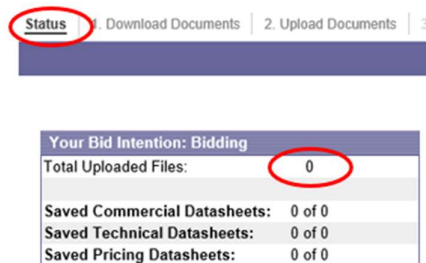 Status 1. Download Documents 2. Upload Documents 3
Your Bid Intention: Bidding
Total Uploaded Files: 0
Saved Commercial Datasheets: 0 of 0
Saved Technical Datasheets: 0 of 0
Saved Pricing Datasheets: 0 of 0